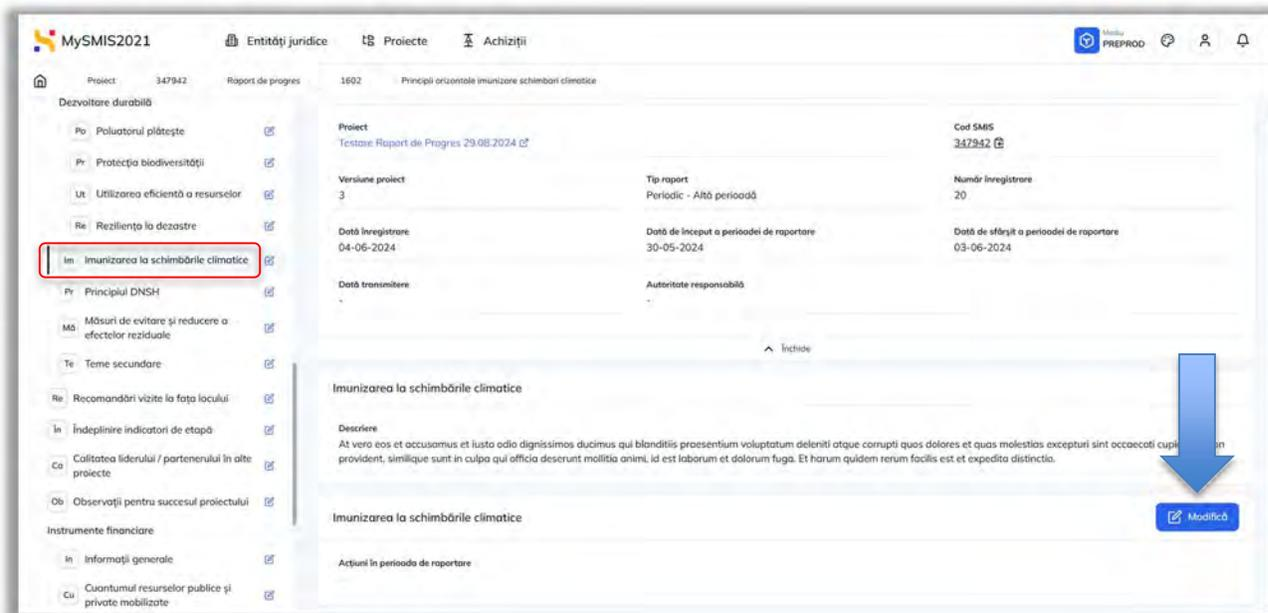 MySMIS2021
Entități juridice
Proiecte
Achiziții
Mediu
PREPROD
Proiect
347942
Raport de progres
1602
Principii orizontale imunizare schimbari climatice
Dezvoltare durabilă
Po Poluatorul plătește
Pr Protecția biodiversității
Ut Utilizarea eficientă a resurselor
Re Reziliența la dezastre
Im Imunizarea la schimbările climatice
Pr Principiul DNSH
Mă Măsuri de evitare și reducere a
efectelor reziduale
Te Teme secundare
Re Recomandări vizite la fața locului
În Îndeplinire indicatori de etapă
Ca Calitatea liderului / partenerului în alte
proiecte
Ob Observații pentru succesul proiectului
Instrumente financiare
In Informații generale
Cu Cuantumul resurselor publice și
private mobilizate
Proiect
Testare Raport de Progres 29.08.2024
Cod SMIS
347942
Versiune proiect
3
Tip raport
Periodic - Altă perioadă
Număr înregistrare
20
Dată înregistrare
04-06-2024
Dată de început a perioadei de raportare
30-05-2024
Dată de sfârșit a perioadei de raportare
03-06-2024
Dată transmitere
-
Autoritate responsabilă
-
Închide
Imunizarea la schimbările climatice
Descriere
At vero eos et accusamus et iusto odio dignissimos ducimus qui blanditiis praesentium voluptatum deleniti atque corrupti quos dolores et quas molestias excepturi sint occaecati
provident, similique sunt in culpa qui officia deserunt mollitia animi, id est laborum et dolorum fuga. Et harum quidem rerum facilis est et expedita distinctio.
Imunizarea la schimbările climatice
Modifică
Acțiuni în perioada de raportare